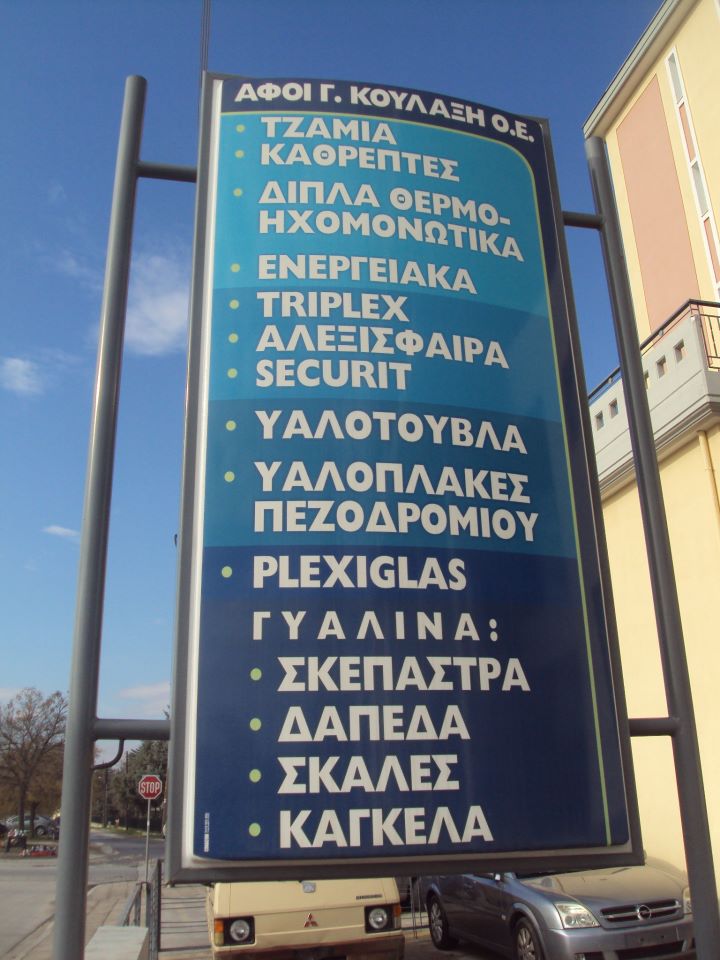 ΑΦΟΙ Γ. ΚΟΥΛΑΞΗ Ο.Ε.
• ΤΖΑΜΙΑ
• ΚΑΘΡΕΠΤΕΣ
• ΔΙΠΛΑ ΘΕΡΜΟ-
ΗΧΟΜΟΝΩΤΙΚΑ
• ΕΝΕΡΓΕΙΑΚΑ
• TRIPLEX
• ΑΛΕΞΙΣΦΑΙΡΑ
• SECURIT
• ΥΑΛΟΤΟΥΒΛΑ
• ΥΑΛΟΠΛΑΚΕΣ
ΠΕΖΟΔΡΟΜΙΟΥ
• PLEXIGLAS
ΓΥΑΛΙΝΑ:
• ΣΚΕΠΑΣΤΡΑ
• ΔΑΠΕΔΑ
• ΣΚΑΛΕΣ
• ΚΑΓΚΕΛΑ
STOP